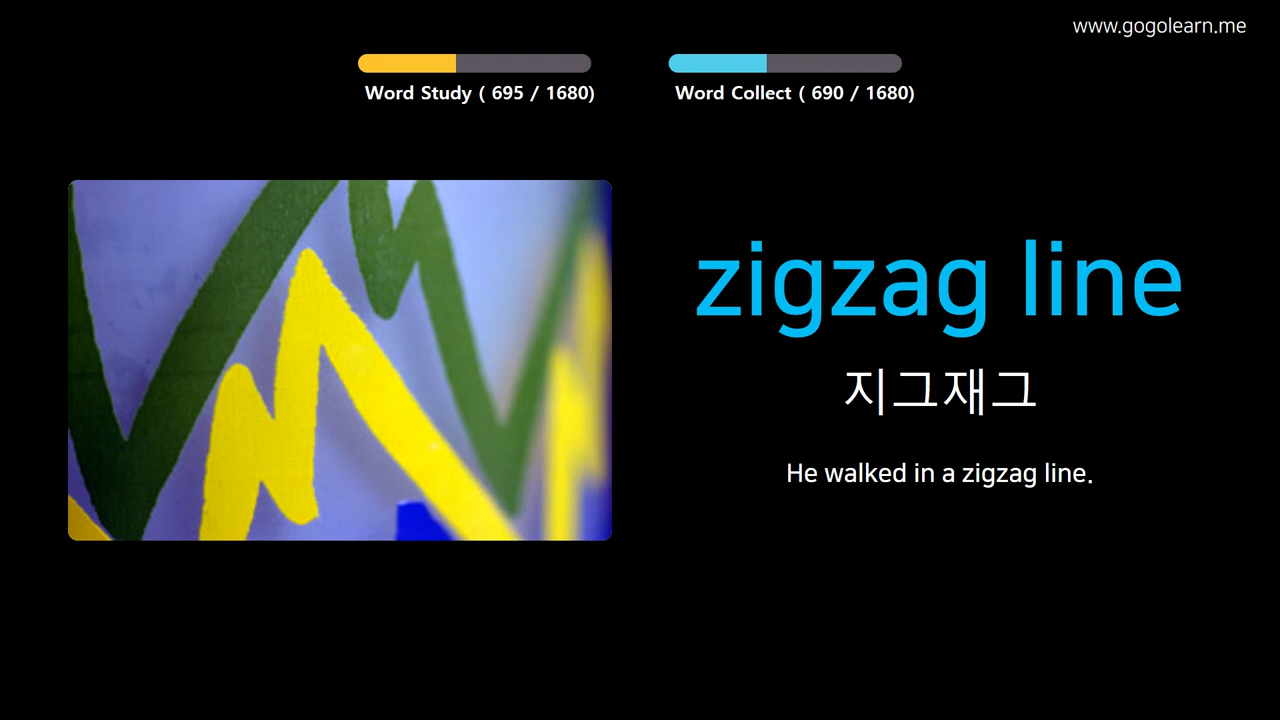 www.gogolearn.me
Word Study ( 695 / 1680)
Word Collect ( 690 / 1680)
zigzag line
지그재그
He walked in a zigzag line.